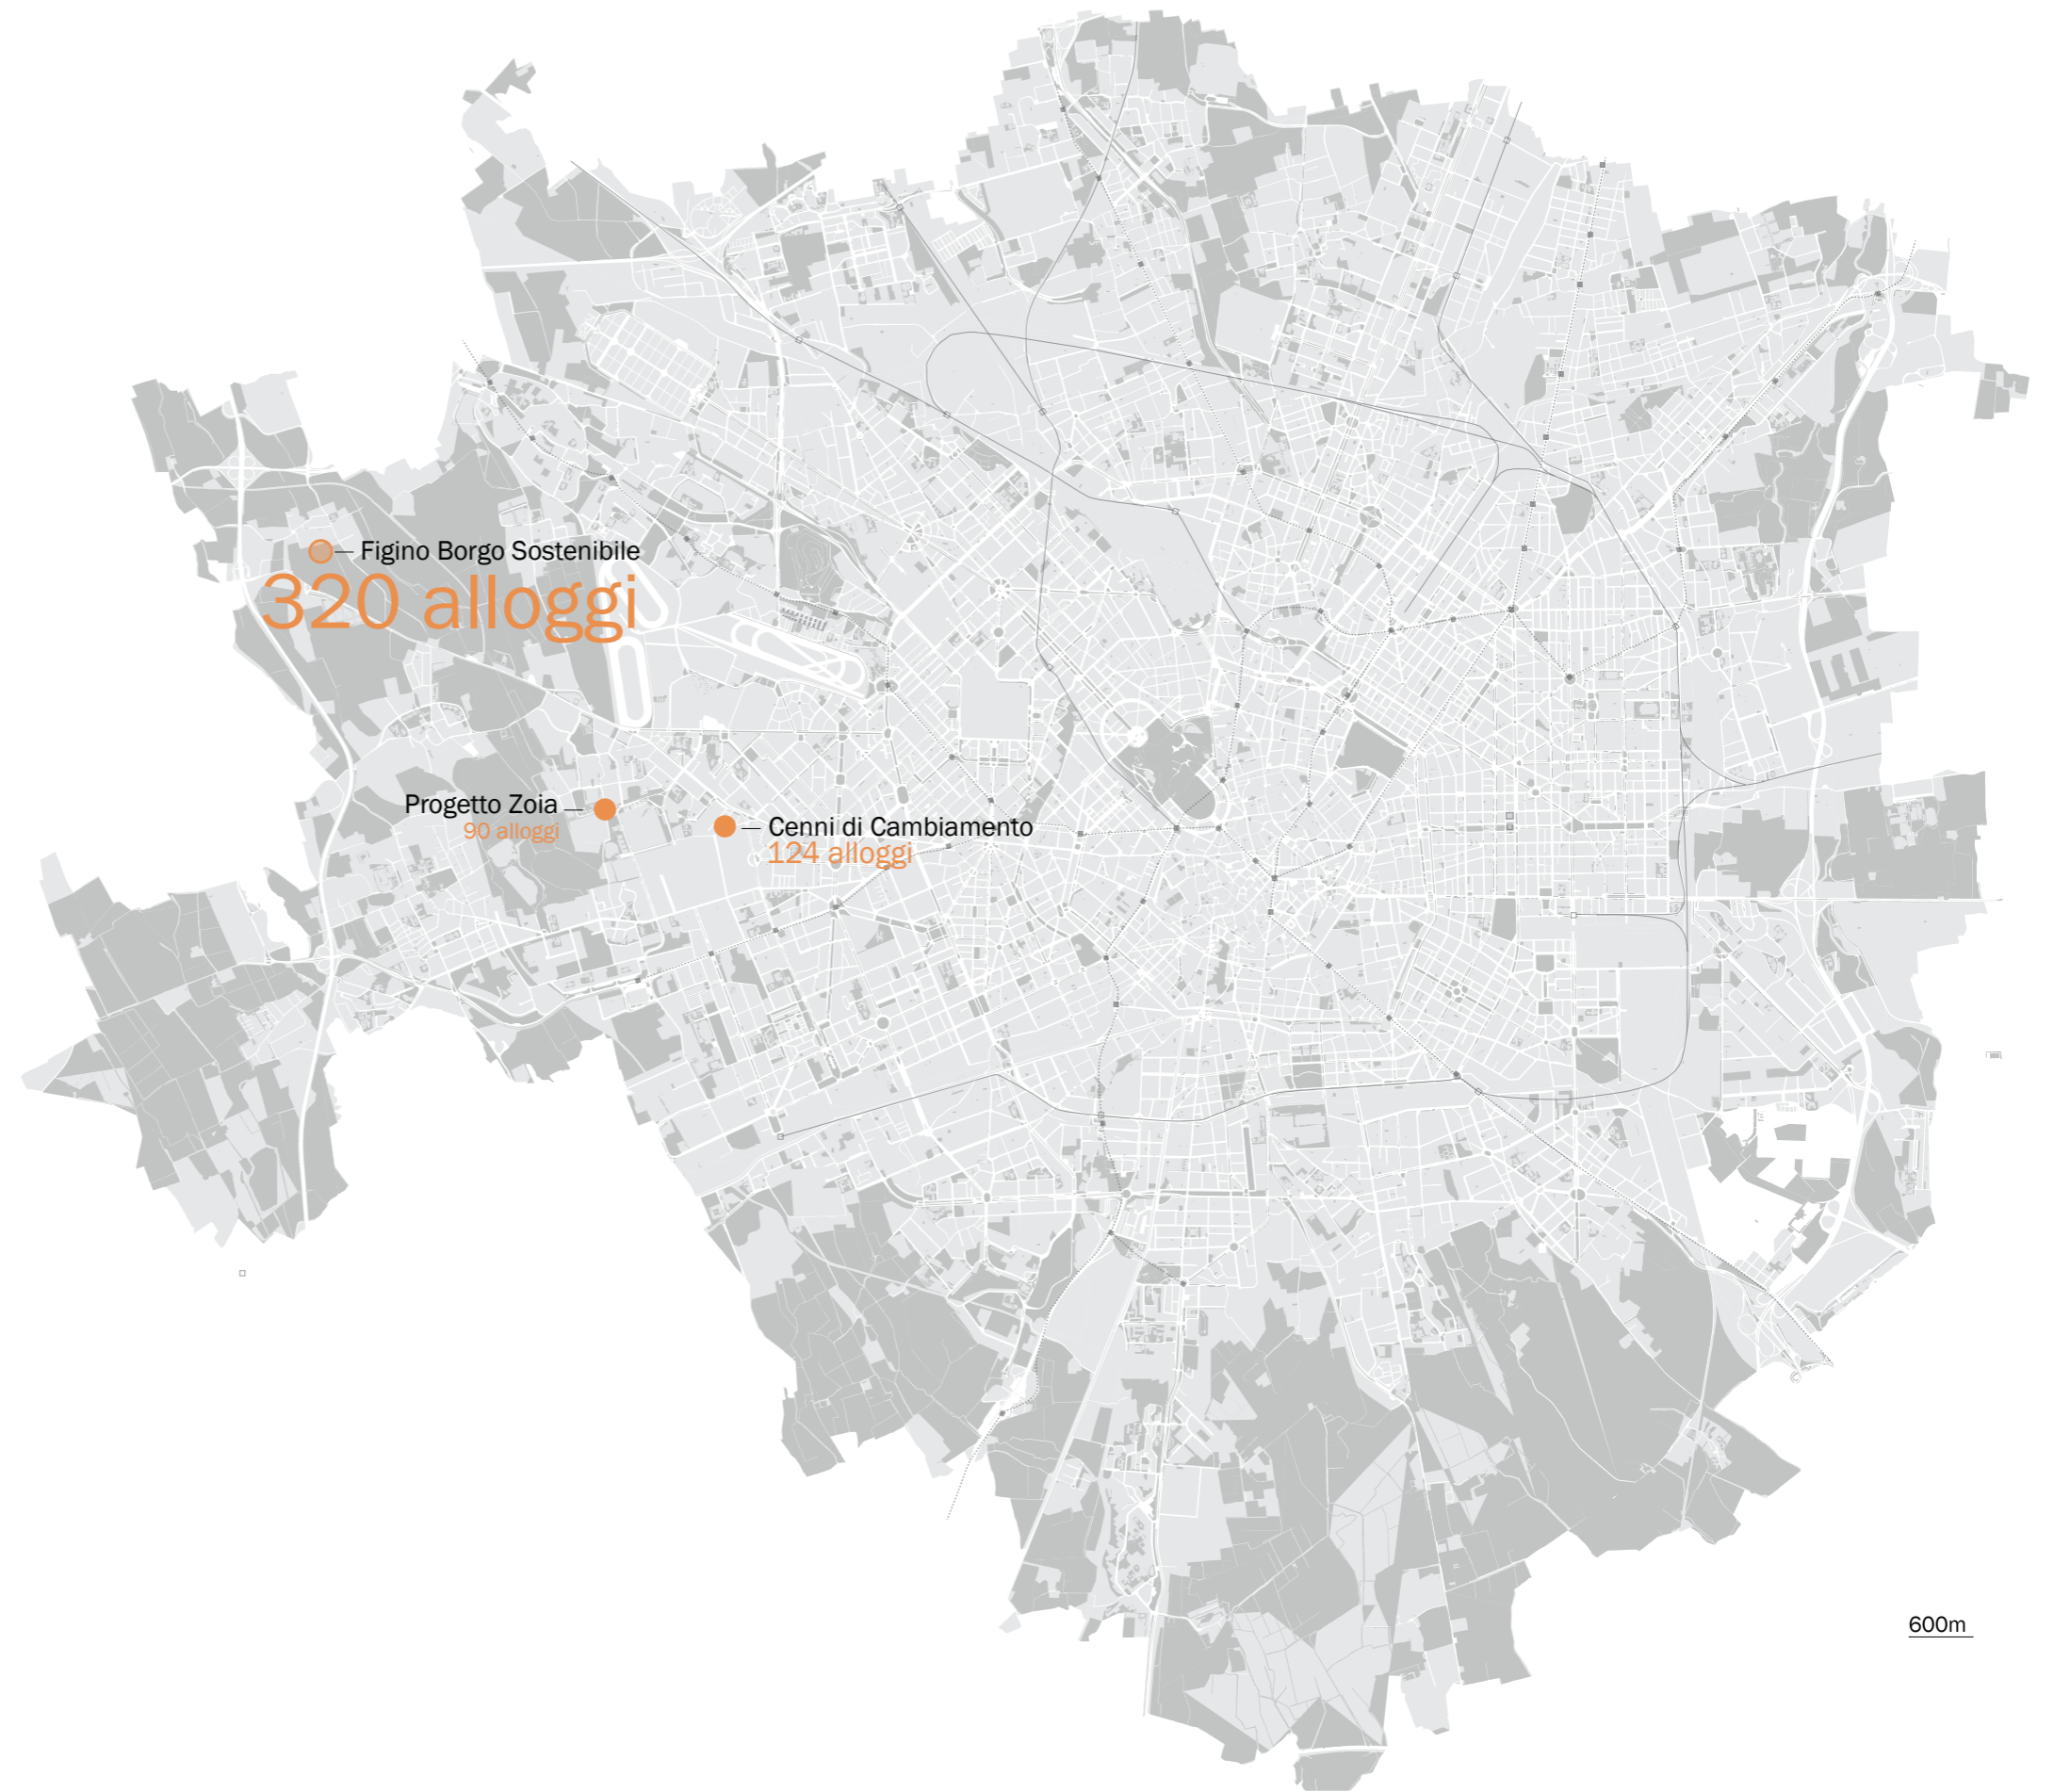 Figino Borgo Sostenibile
320 alloggi
Progetto Zoia
90 alloggi
Cenni di Cambiamento
124 alloggi
600m